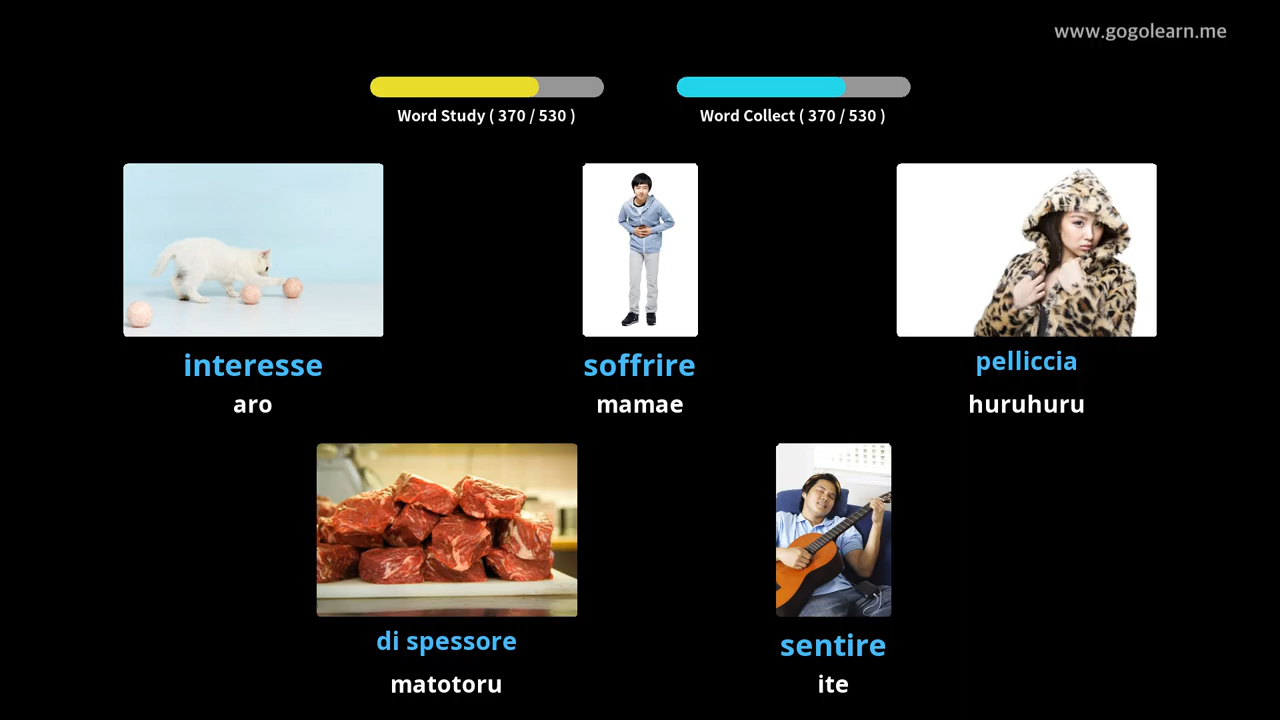 www.gogolearn.me
Word Study ( 370 / 530 )
Word Collect ( 370 / 530 )
interesse
aro
soffrire
mamae
pelliccia
huruhuru
di spessore
matotoru
sentire
ite